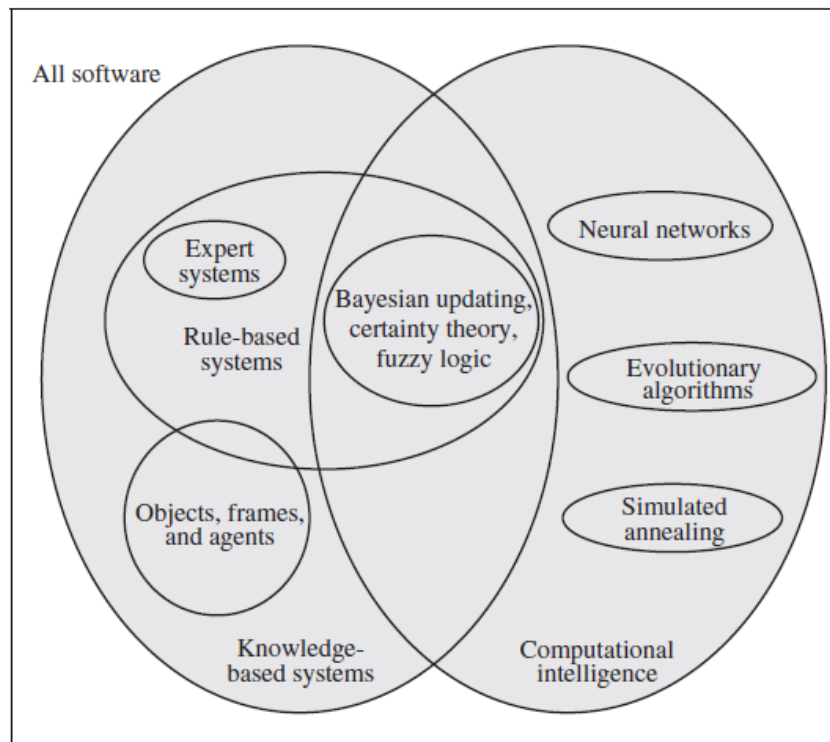 All software
Expert
systems
Rule-based
systems
Bayesian updating,
certainty theory,
fuzzy logic
Neural networks
Evolutionary
algorithms
Simulated
annealing
Objects, frames,
and agents
Knowledge-
based systems
Computational
intelligence